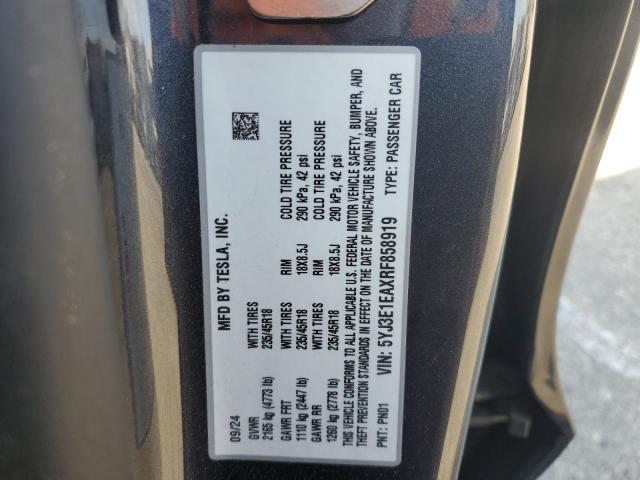 MFD BY TESLA, INC.
09/24
GVWR WITH TIRES RIM COLD TIRE PRESSURE
2165 kg (4773 lb) 235/45R18 18X8.5J 290 kPa, 42 psi
GAWR FRT WITH TIRES RIM COLD TIRE PRESSURE
1110 kg (2447 lb) 235/45R18 18X8.5J 290 kPa, 42 psi
GAWR RR WITH TIRES
1260 kg (2778 lb) 235/45R18
THIS VEHICLE CONFORMS TO ALL APPLICABLE U.S. FEDERAL MOTOR VEHICLE SAFETY, BUMPER, AND
THEFT PREVENTION STANDARDS IN EFFECT ON THE DATE OF MANUFACTURE SHOWN ABOVE.
PNT: PN01 VIN: 5YJ3E1EAXRF858919 TYPE: PASSENGER CAR